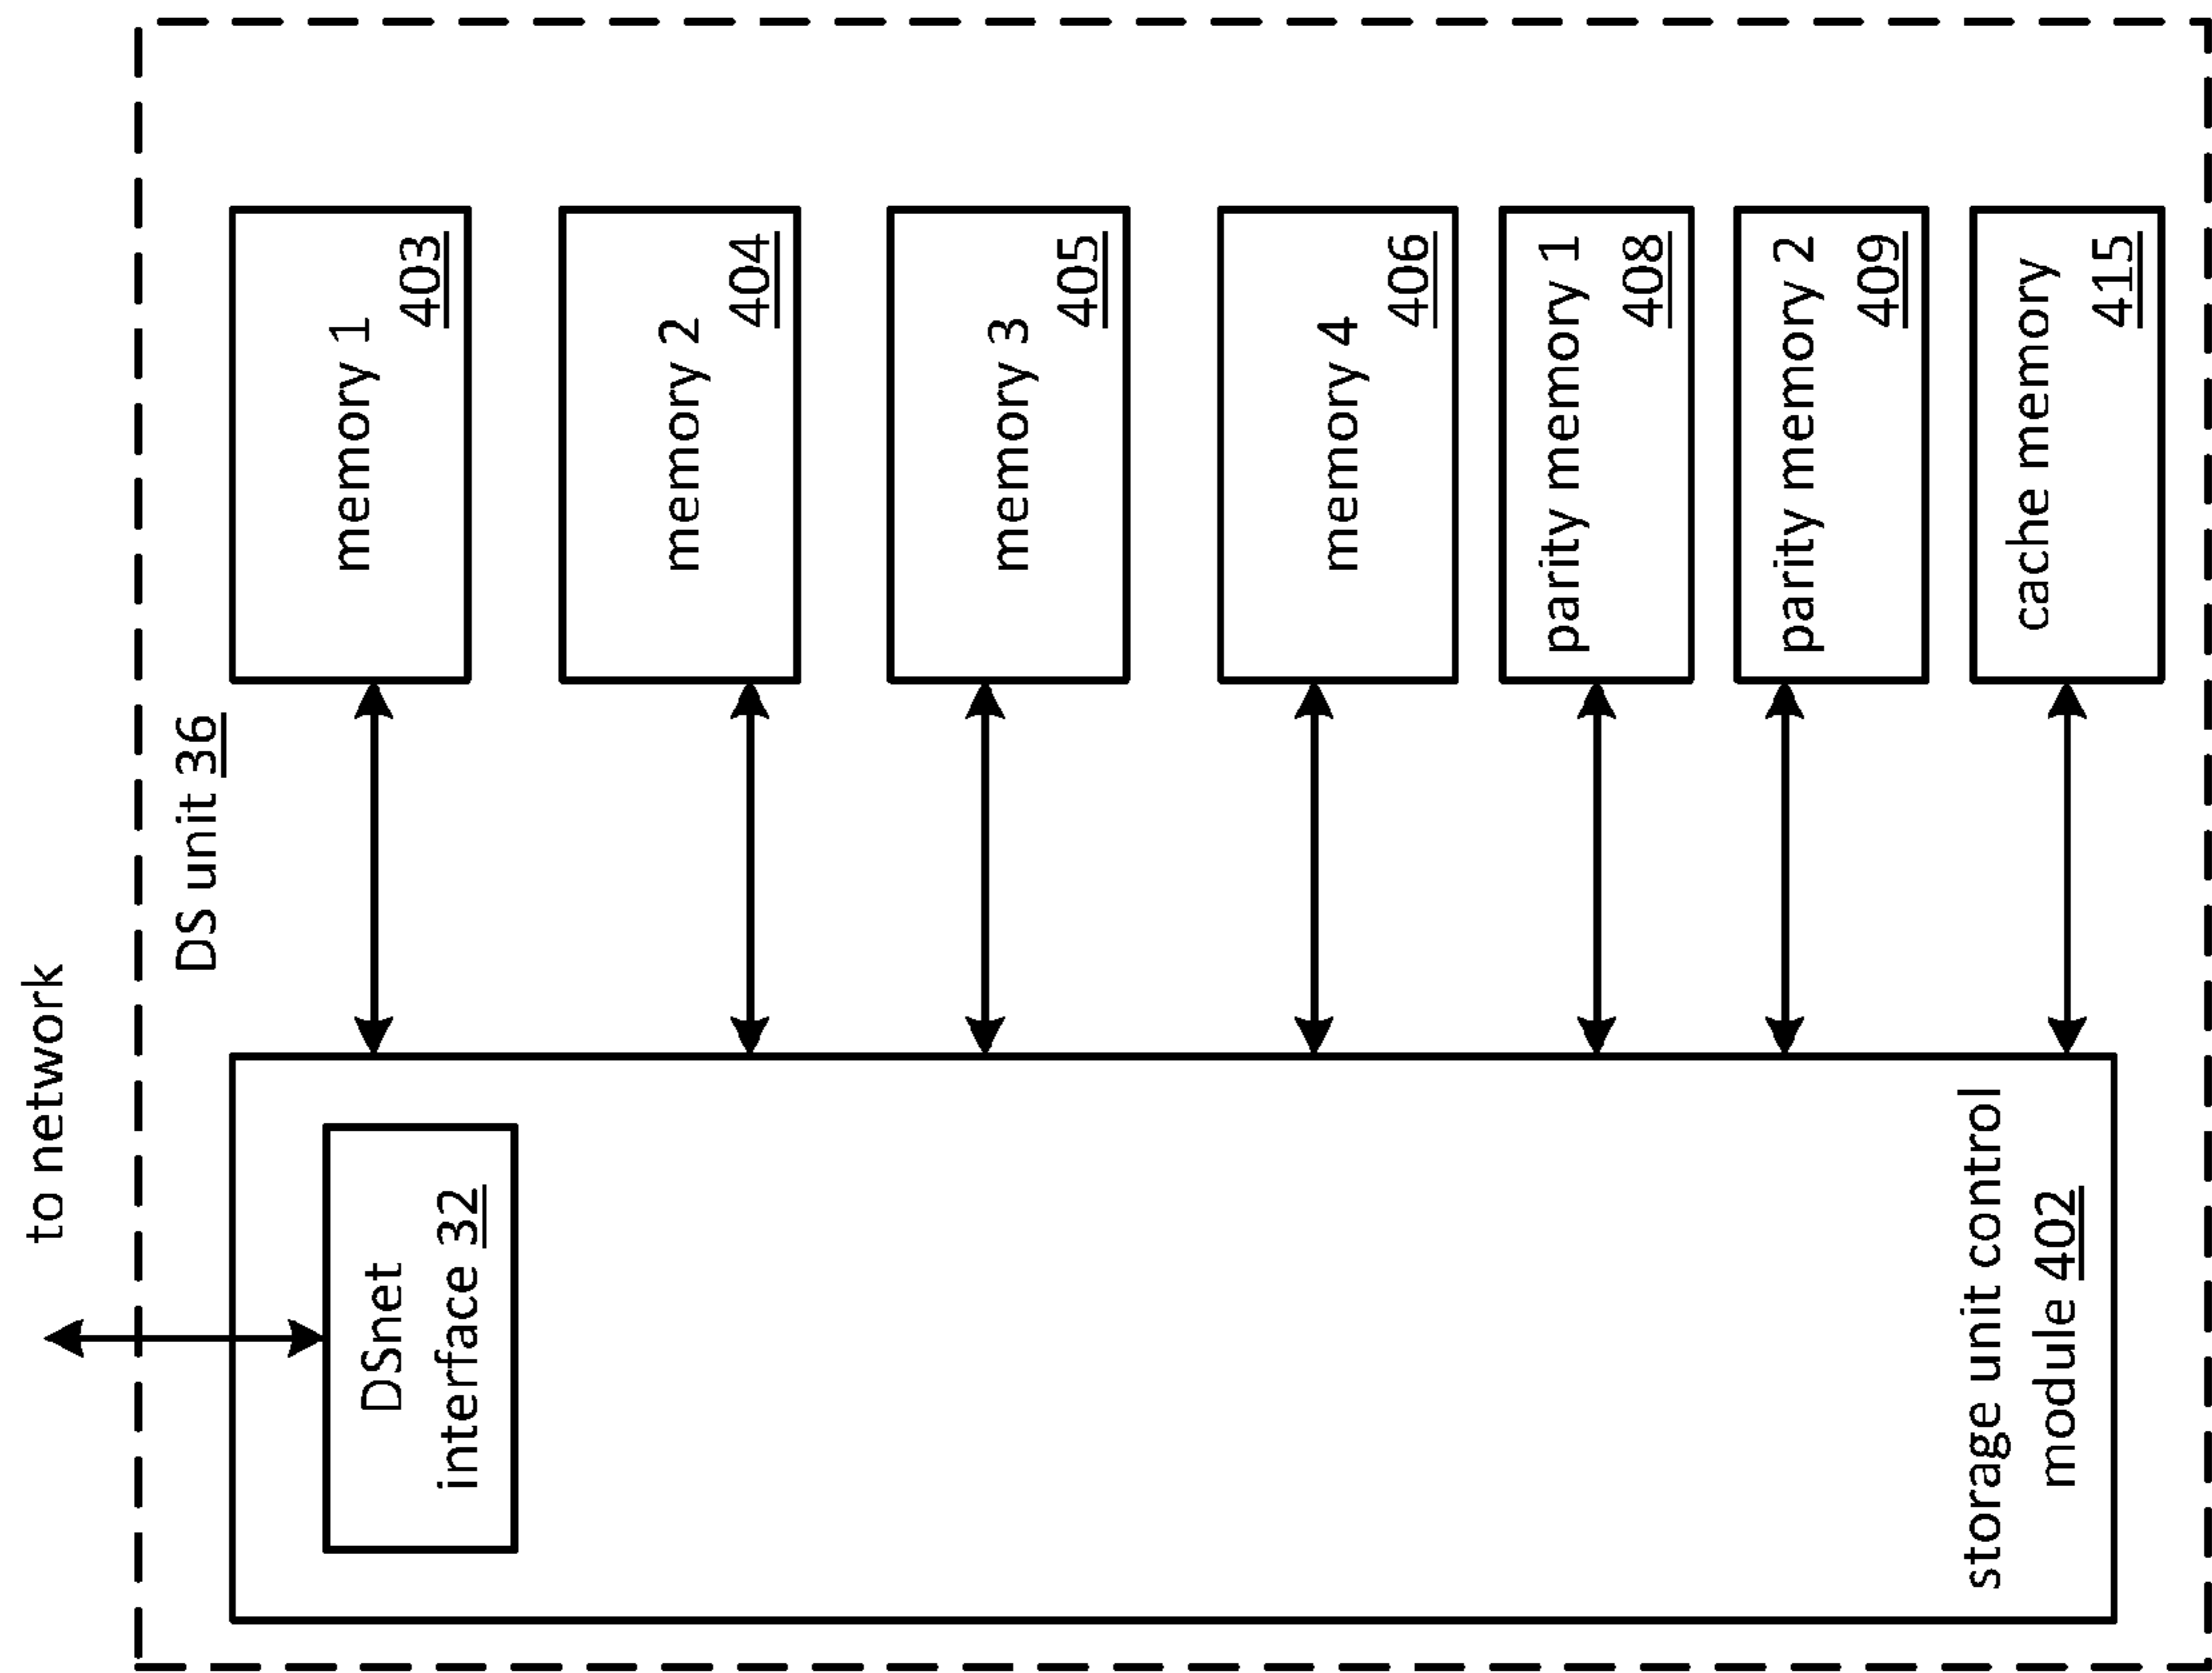 to network
DS unit 36
DSnet
interface 32
storage unit control
module 402
memory 1
403
memory 2
404
memory 3
405
memory 4
406
parity memory 1
408
parity memory 2
409
cache memory
415